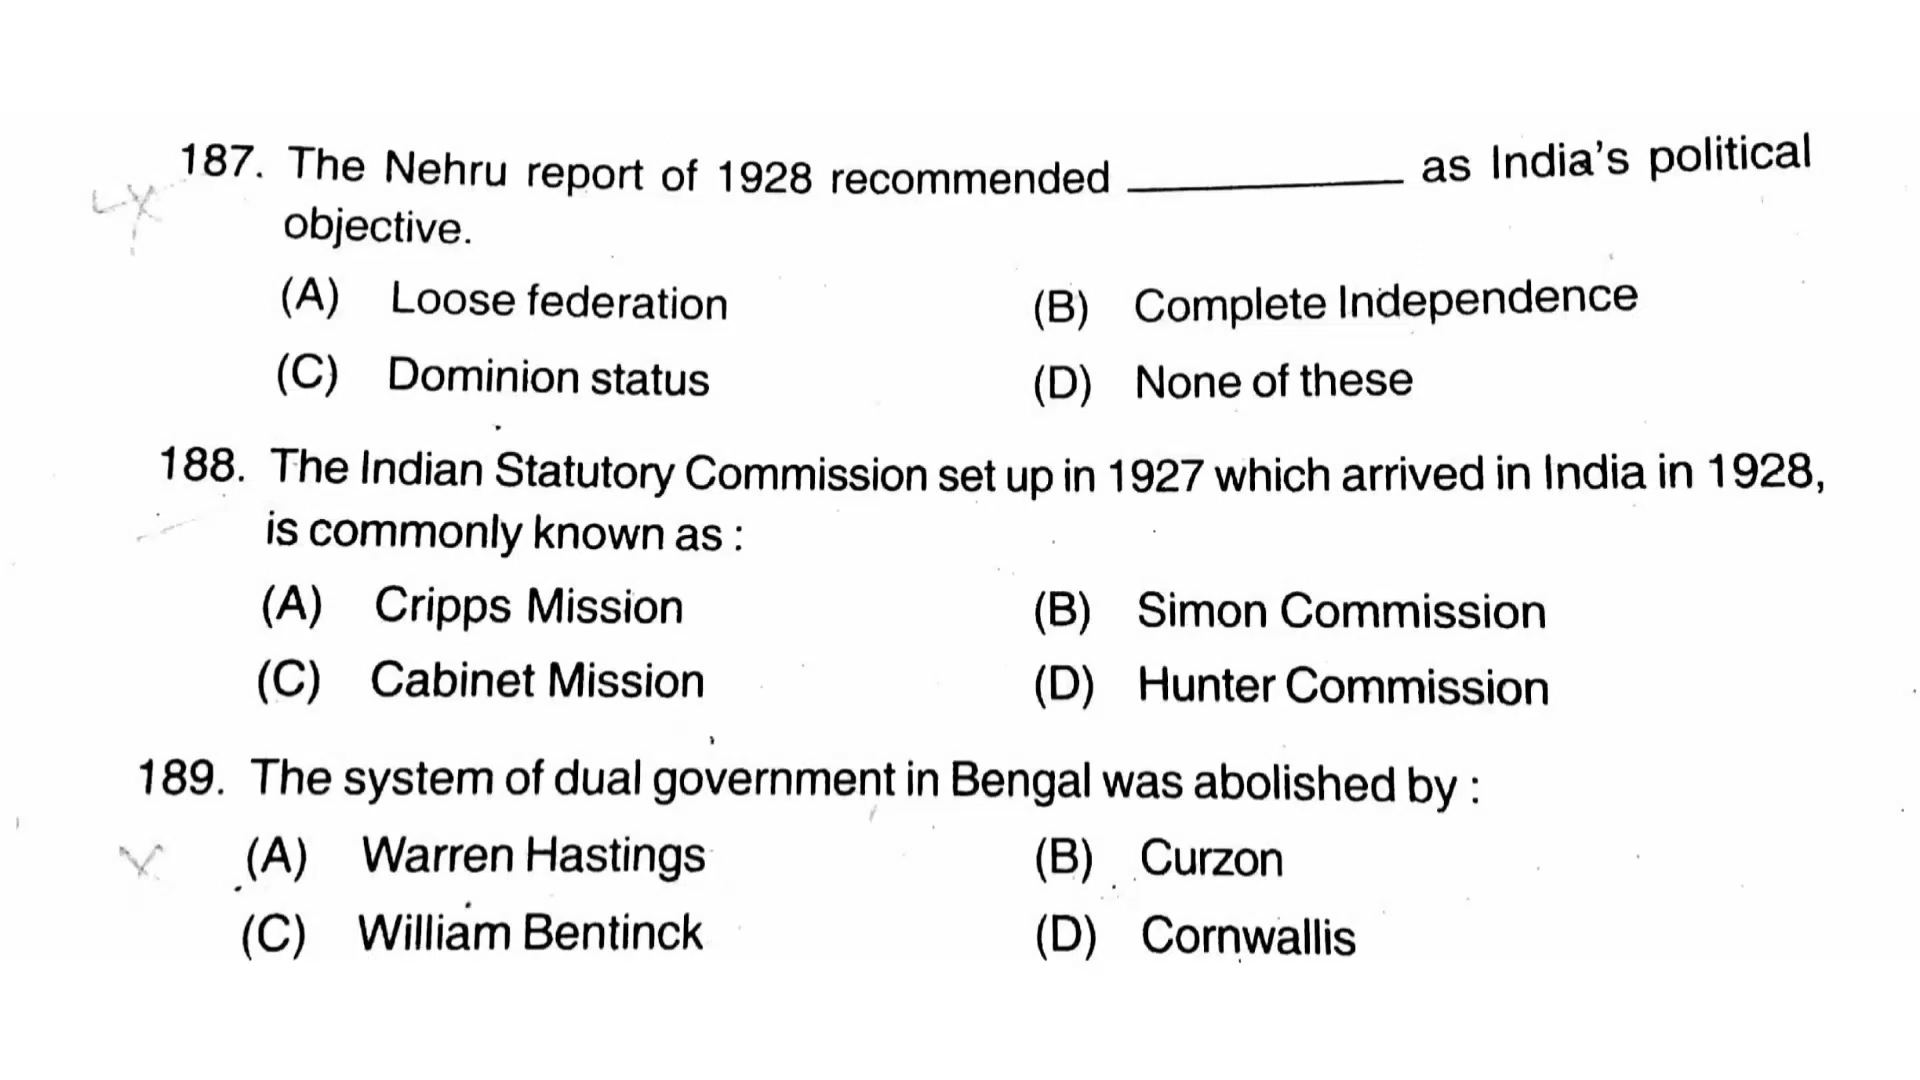 187. The Nehru report of 1928 recommended ____________ as India's political
objective.
(A) Loose federation (B) Complete Independence
(C) Dominion status (D) None of these
188. The Indian Statutory Commission set up in 1927 which arrived in India in 1928,
is commonly known as :
(A) Cripps Mission (B) Simon Commission
(C) Cabinet Mission (D) Hunter Commission
189. The system of dual government in Bengal was abolished by :
(A) Warren Hastings (B) Curzon
(C) William Bentinck (D) Cornwallis